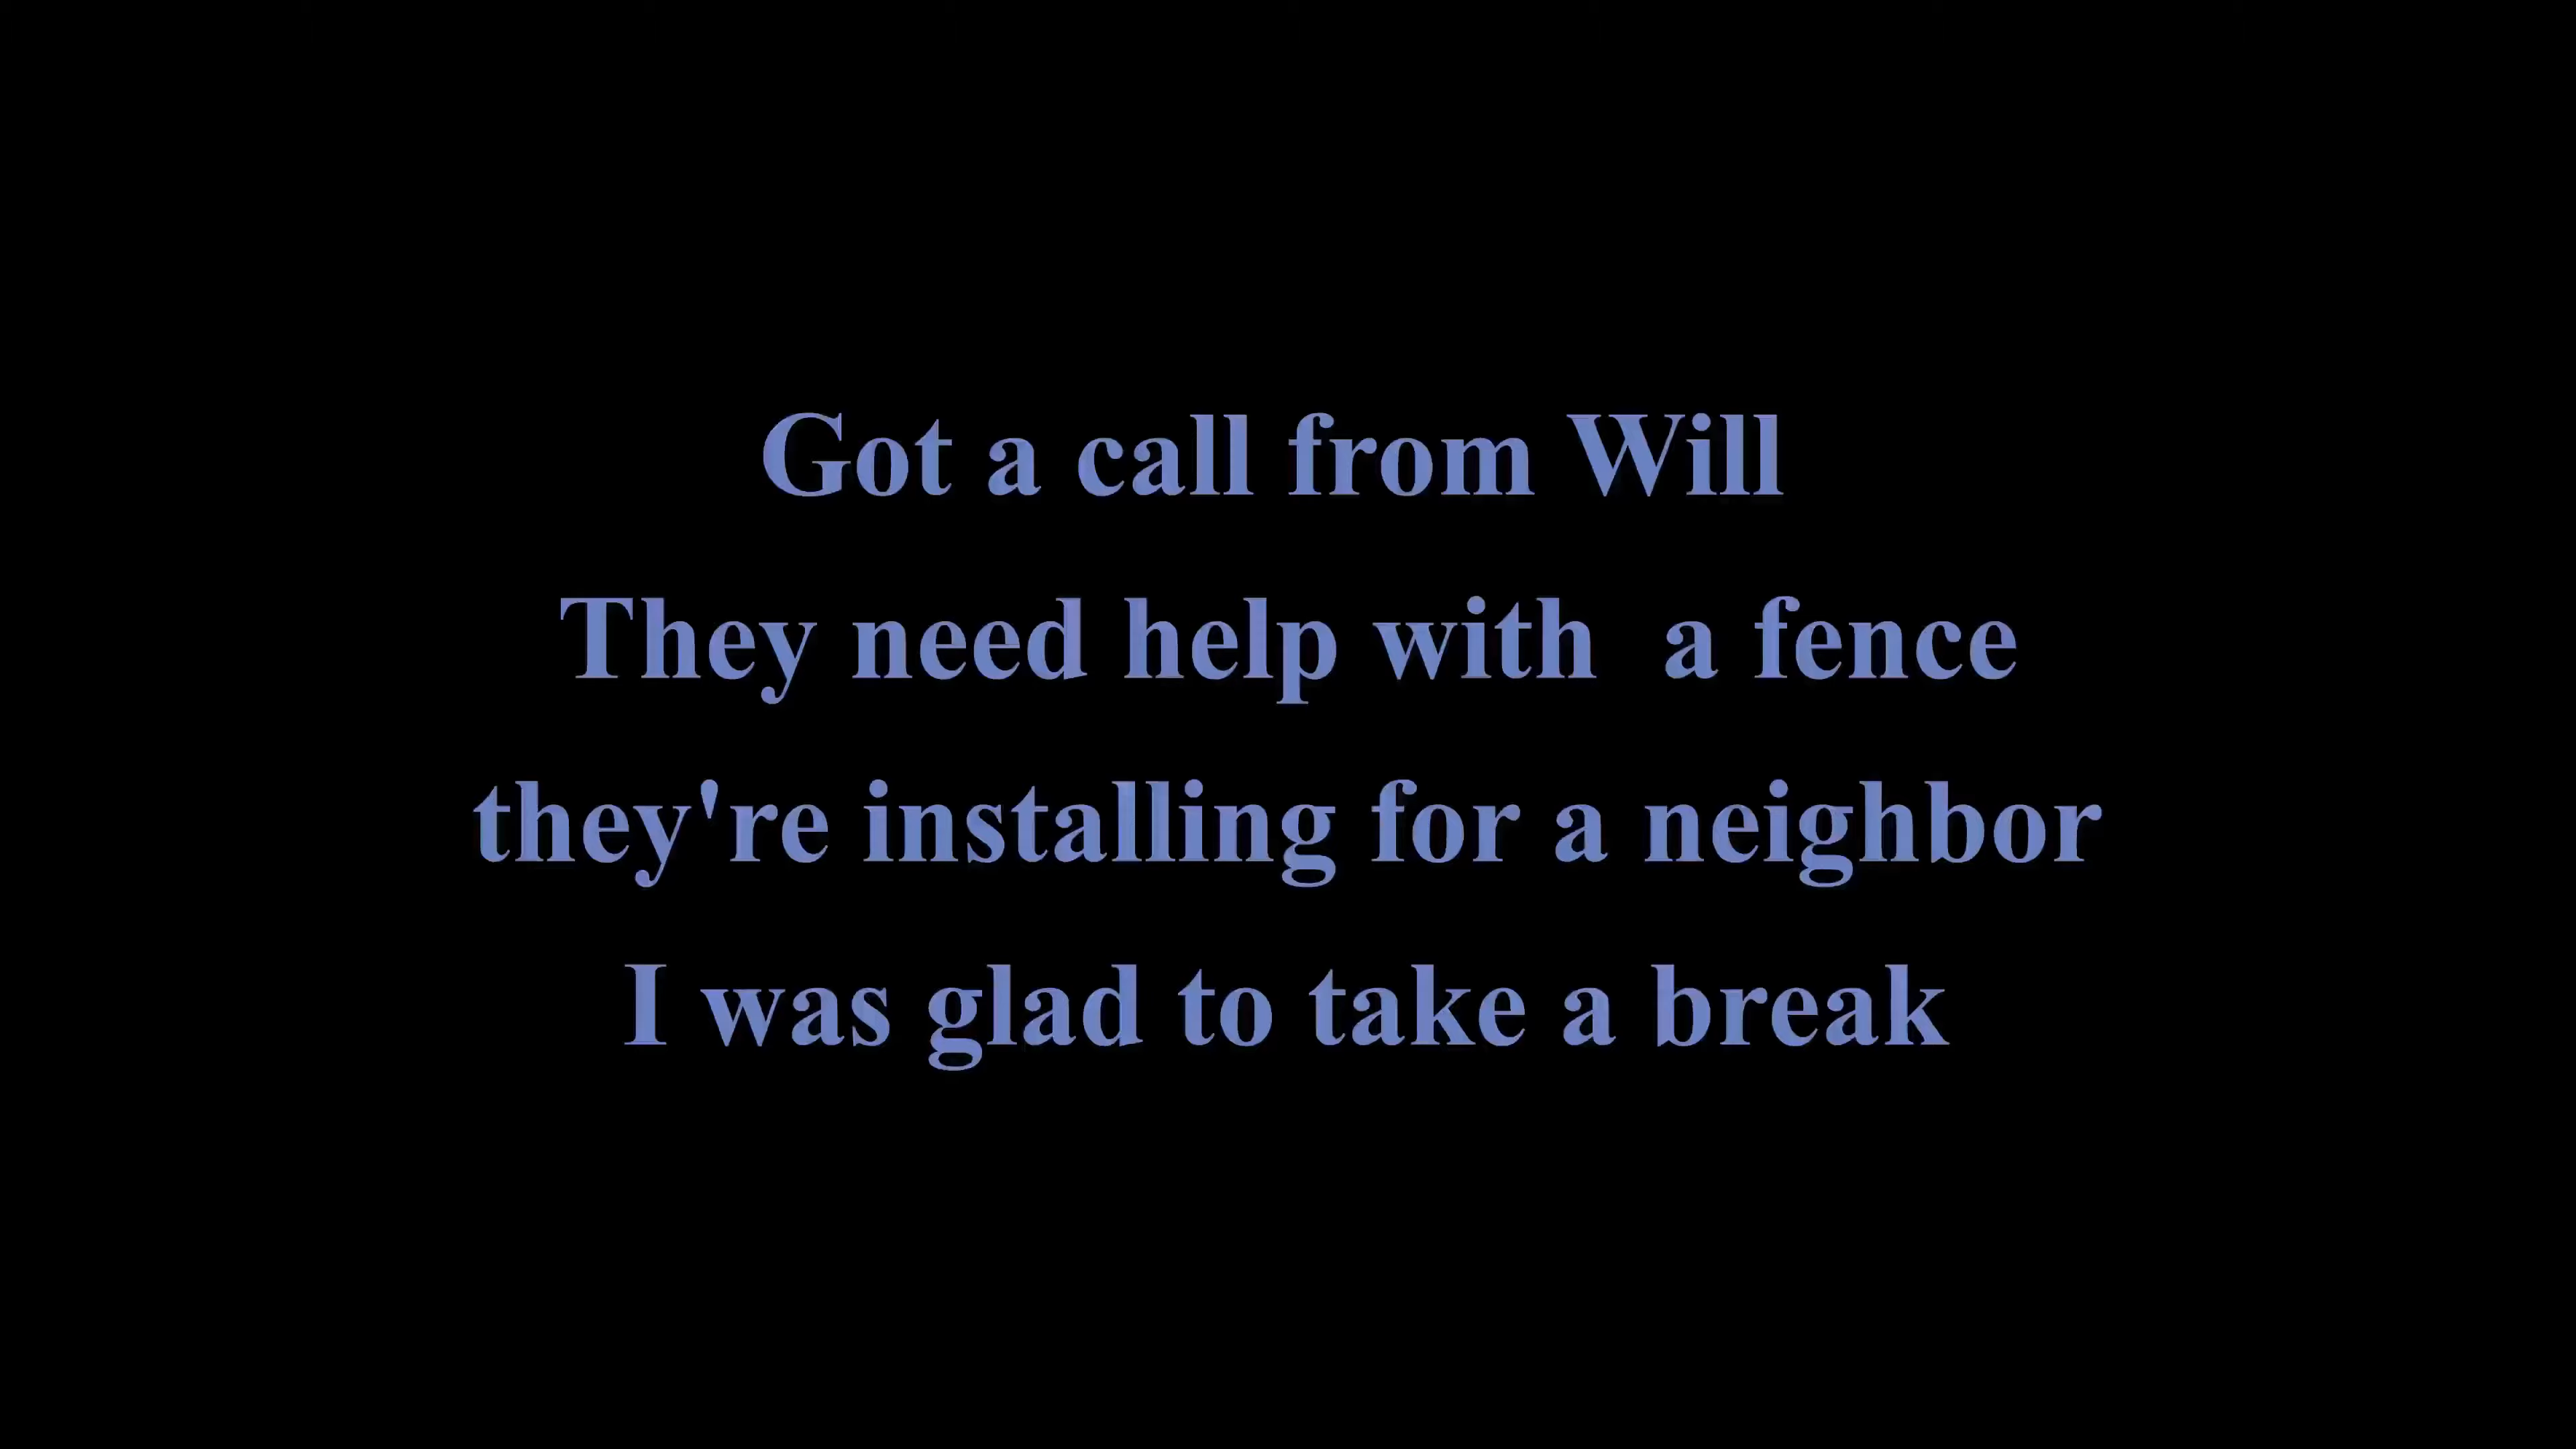 Got a call from Will
They need help with  a fence
they're installing for a neighbor
I was glad to take a break